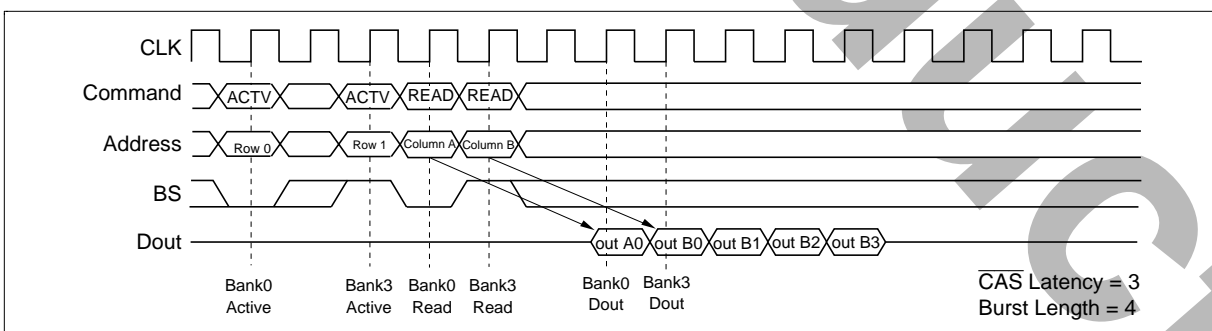 CLK
Command ACTV ACTV READ READ
Address Row 0 Row 1 Column A Column B
BS
Dout out A0 out B0 out B1 out B2 out B3
Bank0 Active
Bank3 Active
Bank0 Read
Bank3 Read
Bank0 Dout
Bank3 Dout
CAS Latency = 3
Burst Length = 4